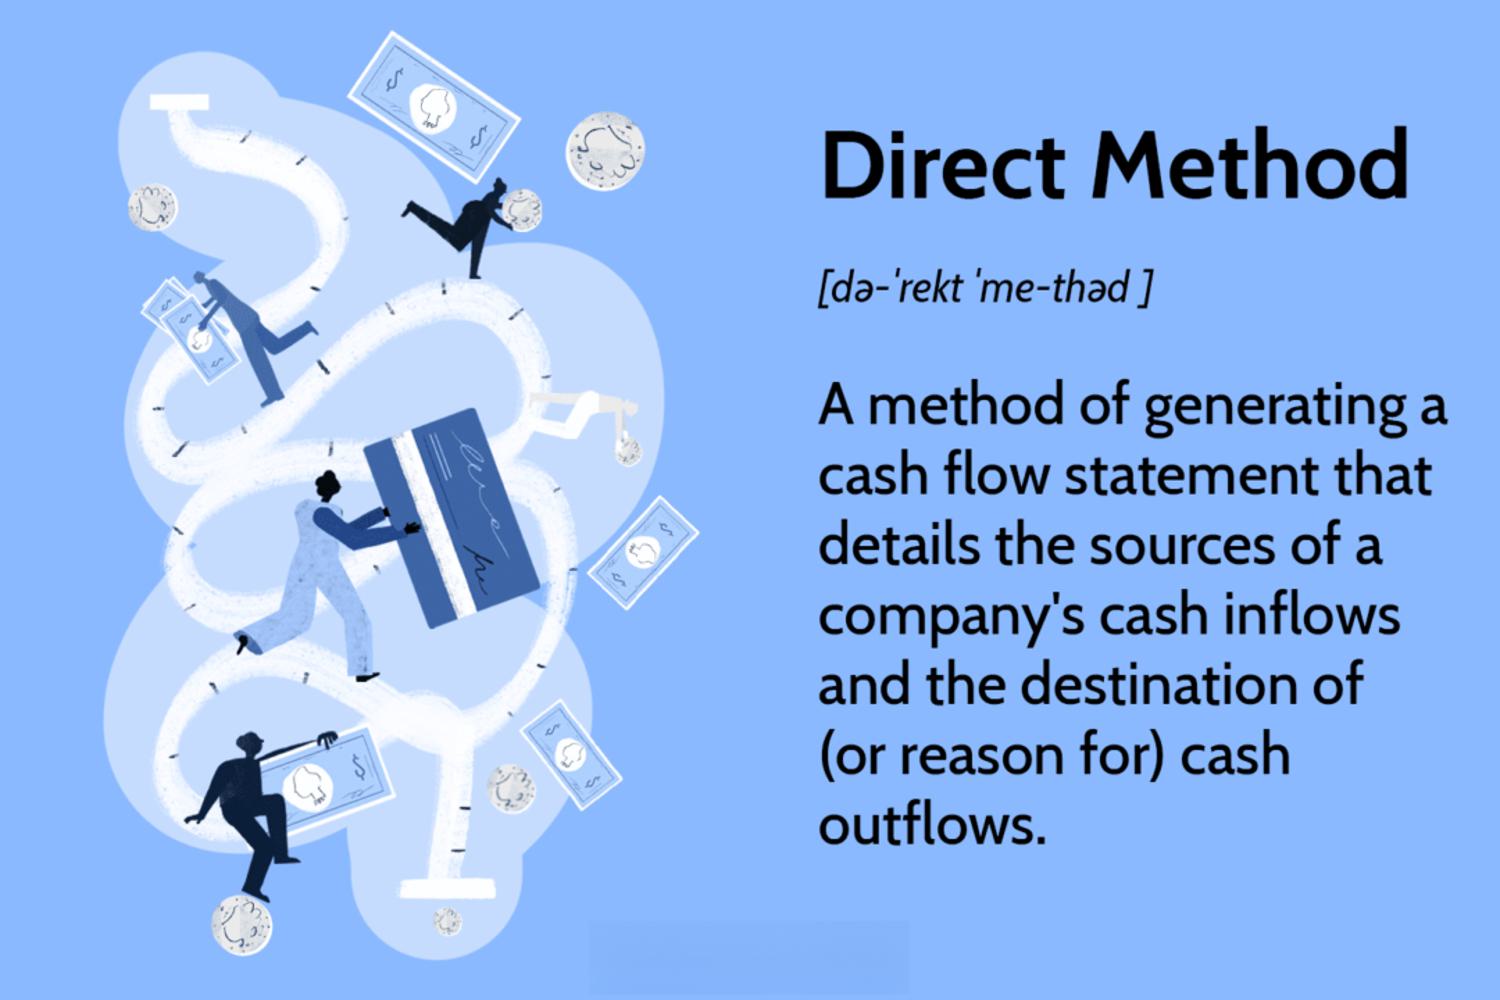 Direct Method
[də-ˈrekt ˈme-thəd ]
A method of generating a
cash flow statement that
details the sources of a
company's cash inflows
and the destination of
(or reason for) cash
outflows.